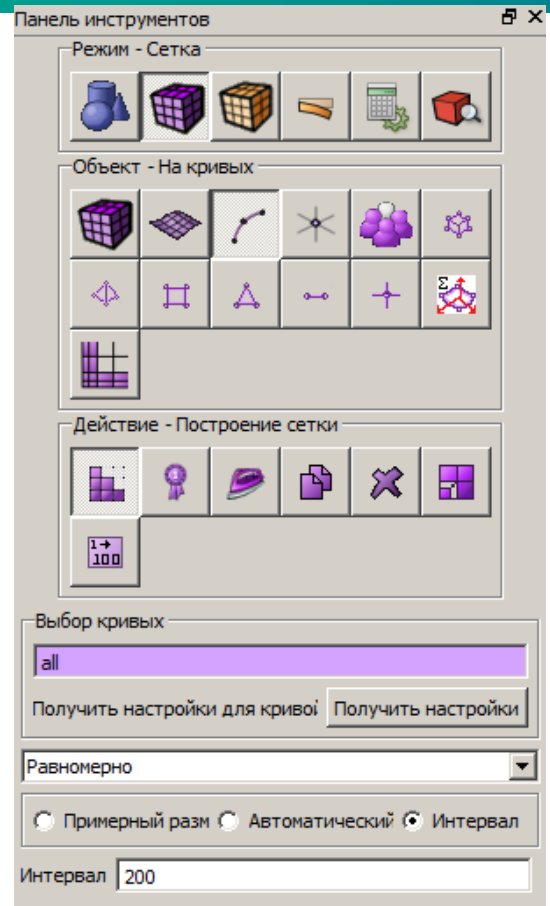 Панель инструментов
Режим - Сетка
Объект - На кривых
Σ
Действие - Построение сетки
1→
100
Выбор кривых
all
Получить настройки для кривой Получить настройки
Равномерно
Примерный разм Автоматический Интервал
Интервал 200